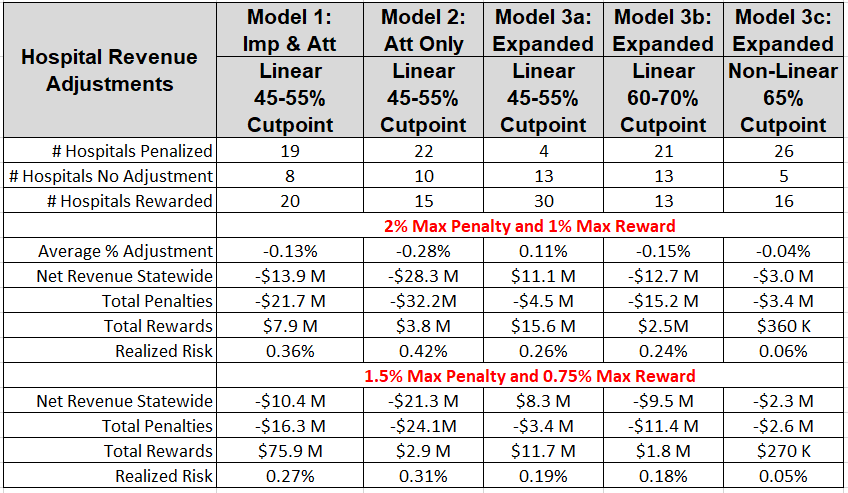 Hospital Revenue Adjustments | Model 1: Imp & Att | Model 2: Att Only | Model 3a: Expanded | Model 3b: Expanded | Model 3c: Expanded
Linear 45-55% Cutpoint | Linear 45-55% Cutpoint | Linear 45-55% Cutpoint | Linear 60-70% Cutpoint | Non-Linear 65% Cutpoint
# Hospitals Penalized | 19 | 22 | 4 | 21 | 26
# Hospitals No Adjustment | 8 | 10 | 13 | 13 | 5
# Hospitals Rewarded | 20 | 15 | 30 | 13 | 16
2% Max Penalty and 1% Max Reward
Average % Adjustment | -0.13% | -0.28% | 0.11% | -0.15% | -0.04%
Net Revenue Statewide | -$13.9 M | -$28.3 M | $11.1 M | -$12.7 M | -$3.0 M
Total Penalties | -$21.7 M | -$32.2M | -$4.5 M | -$15.2 M | -$3.4 M
Total Rewards | $7.9 M | $3.8 M | $15.6 M | $2.5M | $360 K
Realized Risk | 0.36% | 0.42% | 0.26% | 0.24% | 0.06%
1.5% Max Penalty and 0.75% Max Reward
Net Revenue Statewide | -$10.4 M | -$21.3 M | $8.3 M | -$9.5 M | -$2.3 M
Total Penalties | -$16.3 M | -$24.1M | -$3.4 M | -$11.4 M | -$2.6 M
Total Rewards | $75.9 M | $2.9 M | $11.7 M | $1.8 M | $270 K
Realized Risk | 0.27% | 0.31% | 0.19% | 0.18% | 0.05%